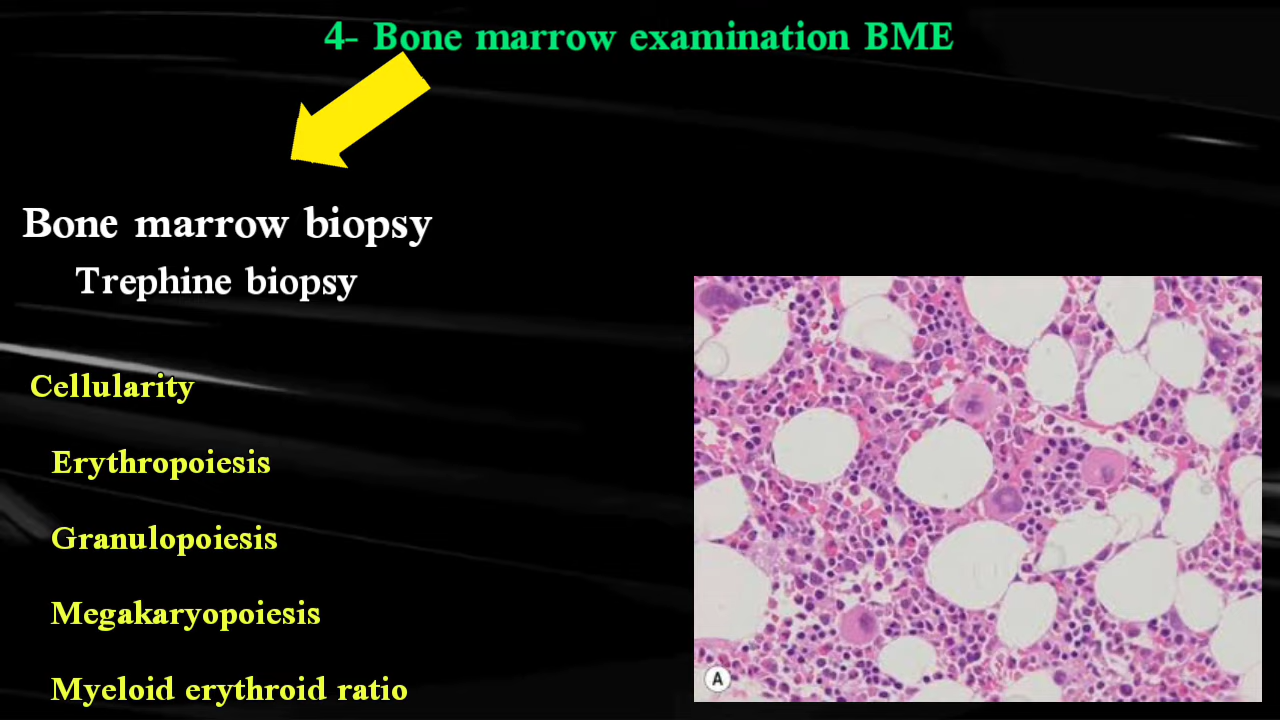 4- Bone marrow examination BME
Bone marrow biopsy
Trephine biopsy
Cellularity
Erythropoiesis
Granulopoiesis
Megakaryopoiesis
Myeloid erythroid ratio
A